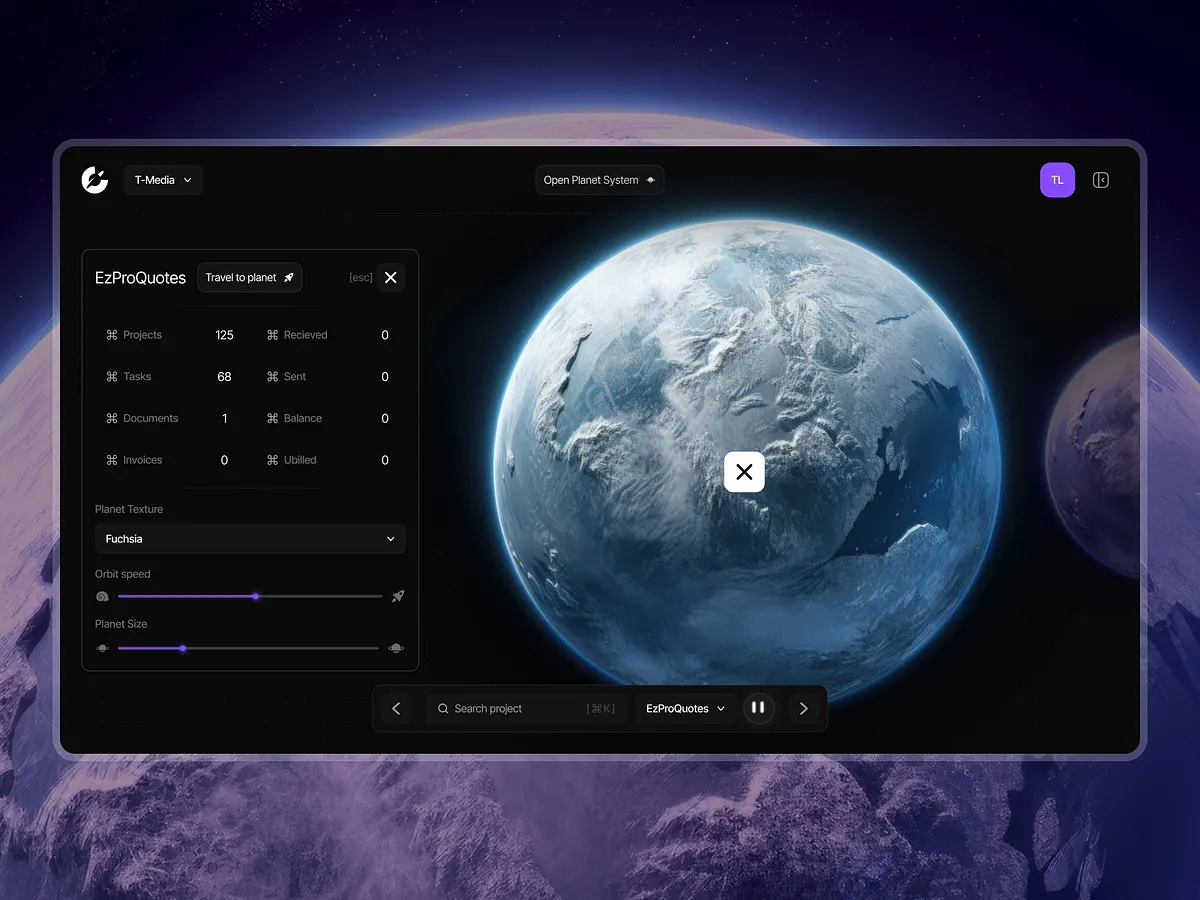 T-Media
Open Planet System
TL
EzProQuotes
Travel to planet
[esc]
Projects 125
Recieved 0
Tasks 68
Sent 0
Documents 1
Balance 0
Invoices 0
Ubilled 0
Planet Texture
Fuchsia
Orbit speed
Planet Size
Search project
[⌘K]
EzProQuotes